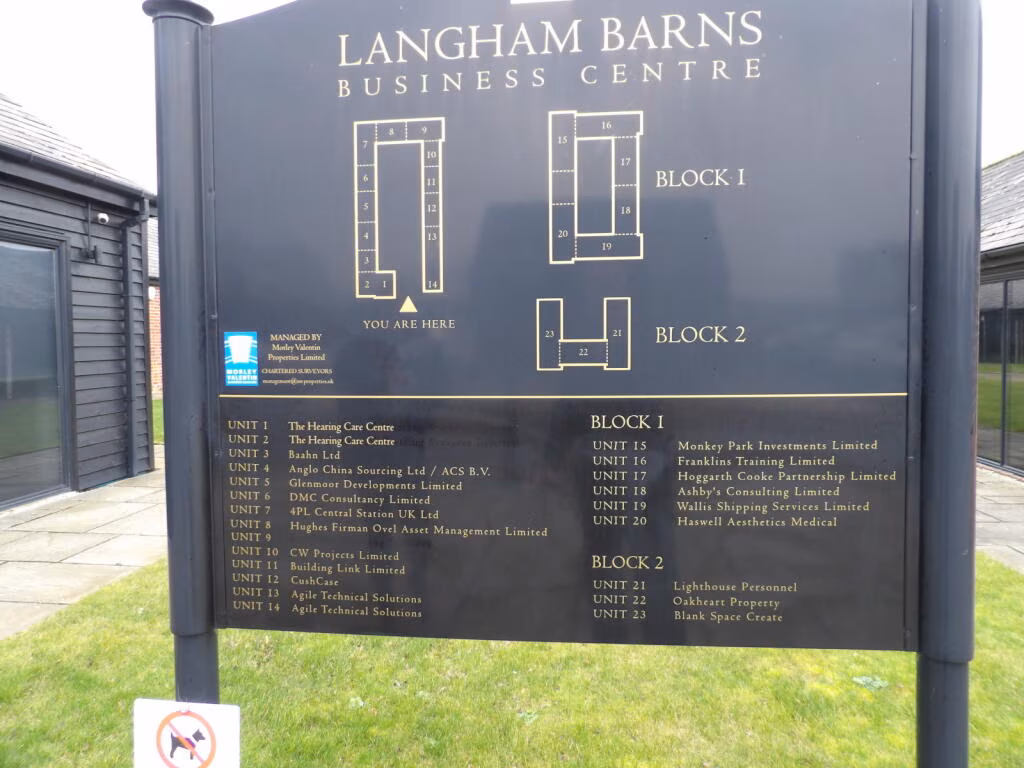 LANGHAM BARNS
BUSINESS CENTRE
7 8 9
6 10
5 11
4 12
3 13
2 1 14
YOU ARE HERE
15 16
17
18
20 19
BLOCK 1
23 22 21
BLOCK 2
MORLEY
VALENTIN
MANAGED BY
Morley Valentin
Properties Limited
CHARTERED SURVEYORS
UNIT 1 The Hearing Care Centre
UNIT 2 The Hearing Care Centre
UNIT 3 Baahn Ltd
UNIT 4 Anglo China Sourcing Ltd / ACS B.V.
UNIT 5 Glenmoor Developments Limited
UNIT 6 DMC Consultancy Limited
UNIT 7 4PL Central Station UK Ltd
UNIT 8 Hughes Firman Ovel Asset Management Limited
UNIT 9
UNIT 10 CW Projects Limited
UNIT 11 Building Link Limited
UNIT 12 CushCase
UNIT 13 Agile Technical Solutions
UNIT 14 Agile Technical Solutions
BLOCK 1
UNIT 15 Monkey Park Investments Limited
UNIT 16 Franklins Training Limited
UNIT 17 Hoggarth Cooke Partnership Limited
UNIT 18 Ashby's Consulting Limited
UNIT 19 Wallis Shipping Services Limited
UNIT 20 Haswell Aesthetics Medical
BLOCK 2
UNIT 21 Lighthouse Personnel
UNIT 22 Oakheart Property
UNIT 23 Blank Space Create